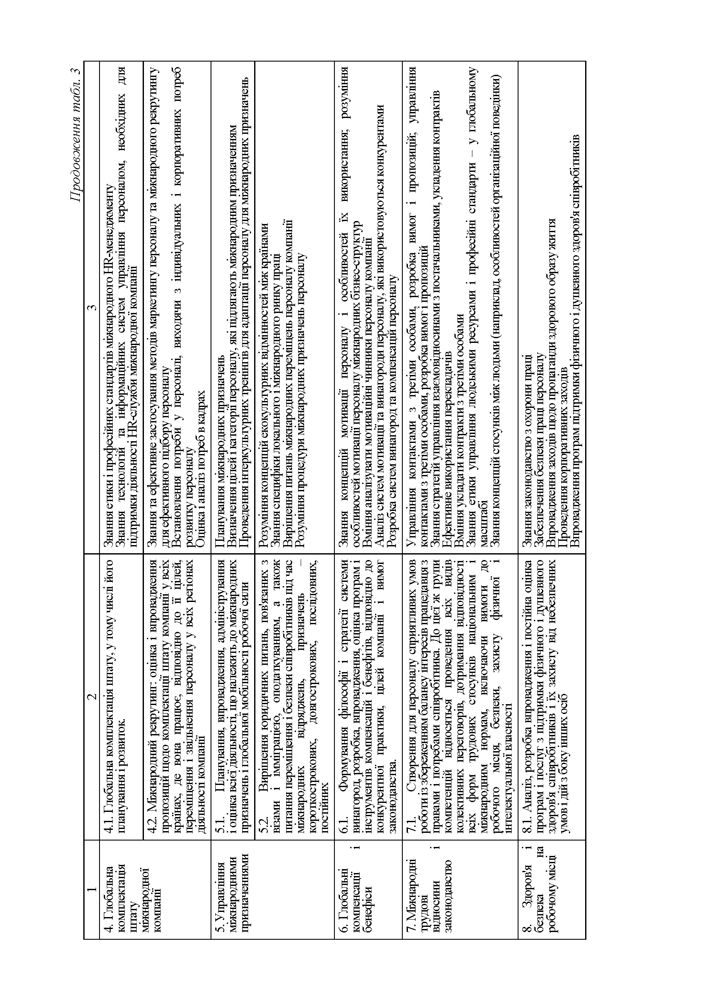 Продовження табл. 3
1
2
3
4. Глобальна
комплектація
штату
міжнародної
компанії
4.1. Глобальна комплектація штату, у тому числі його
планування і розвиток.
Знання етики і професійних стандартів міжнародного HR-менеджменту
Знання технологій та інформаційних систем управління персоналом, необхідних для
підтримки діяльності HR-служби міжнародної компанії
4.2. Міжнародний рекрутинг: оцінка і впровадження
пропозицій щодо комплектації штату компанії у всіх
країнах, де вона працює, відповідно до її цілей,
переміщення і звільнення персоналу у всіх регіонах
діяльності компанії
Знання та ефективне застосування методів маркетингу персоналу та міжнародного рекрутингу
для ефективного підбору персоналу
Встановлення потреби у персоналі, виходячи з індивідуальних і корпоративних потреб
розвитку персоналу
Оцінка і аналіз потреб в кадрах
5. Управління
міжнародними
призначеннями
5.1. Планування, впровадження, адміністрування
і оцінка всієї діяльності, що належить до міжнародних
призначень і глобальної мобільності робочої сили
Планування міжнародних призначень
Визначення цілей і категорії персоналу, які підлягають міжнародним призначенням
Проведення інтеркультурних тренінгів для адаптації персоналу для міжнародних призначень
5.2. Вирішення юридичних питань, пов'язаних з
візами і імміграцією, оподаткуванням, а також
питання переміщення і безпеки співробітників під час
міжнародних відряджень, призначень –
короткострокових, довгострокових, послідовних,
постійних
Розуміння концепцій екокультурних відмінностей між країнами
Знання специфіки локального і міжнародного ринку праці
Вирішення питань міжнародних переміщень персоналу компанії
Розуміння процедури міжнародних призначень персоналу
6. Глобальні
компенсації і
бенефіси
6.1. Формування філософії і стратегії системи
винагород, розробка, впровадження, оцінка програм і
інструментів компенсацій і бенефітів, відповідно до
конкурентної практики, цілей компанії і вимог
законодавства.
Знання концепцій мотивації персоналу і особливостей їх використання; розуміння
особливостей мотивації персоналу міжнародних бізнес-структур
Вміння аналізувати мотиваційні чинники персоналу компанії
Аналіз систем мотивації та винагороди персоналу, які використовуються конкурентами
Розробка систем винагород та компенсацій персоналу
7. Міжнародні
трудові
відносини і
законодавство
7.1. Створення для персоналу сприятливих умов
роботи із збереженням балансу інтересів працедавця з
правами і потребами співробітника. До цієї ж групи
компетенцій відносяться проведення всіх видів
колективних переговорів, дотримання відповідності
всіх форм трудових стосунків національним і
міжнародним нормам, включаючи вимоги до
робочого місця, безпеки, захисту фізичної і
інтелектуальної власності
Управління контактами з третіми особами, розробка вимог і пропозицій; управління
контактами з третіми особами, розробка вимог і пропозицій
Знання стратегій управління взаємовідносинами з постачальниками, укладення контрактів
Ефективне використання перекладачів
Вміння укладати контракти з третіми особами
Знання етики управління людськими ресурсами і професійні стандарти – у глобальному
масштабі
Знання концепцій стосунків між людьми (наприклад, особливостей організаційної поведінки)
8. Здоров'я і
безпека на
робочому місці
8.1. Аналіз, розробка впровадження і постійна оцінка
програм і послуг з підтримки фізичного і душевного
здоров'я співробітників і їх захисту від небезпечних
умов і дій з боку інших осіб
Знання законодавство з охорони праці
Забезпечення безпеки праці персоналу
Впровадження заходів щодо пропаганди здорового образу життя
Проведення корпоративних заходів
Впровадження програм підтримки фізичного і душевного здоров'я співробітників